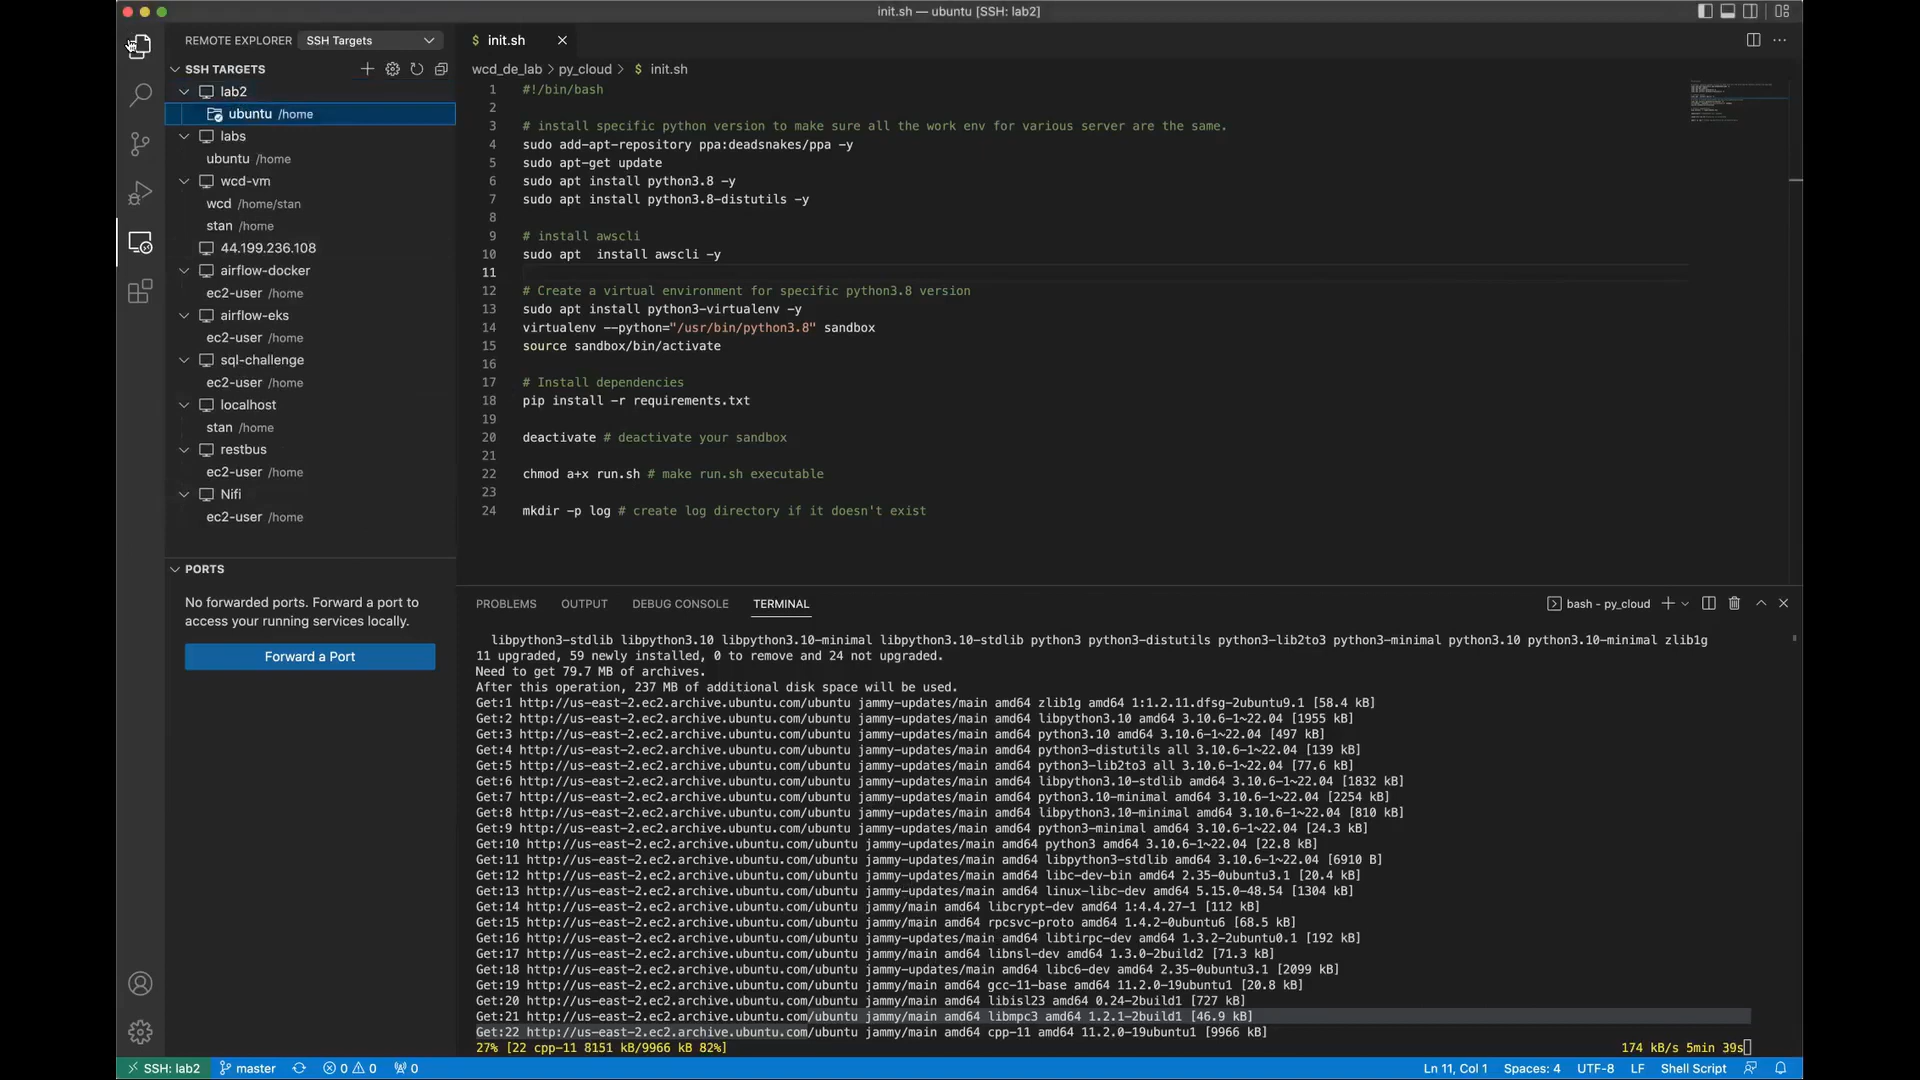 init.sh — ubuntu [SSH: lab2]
REMOTE EXPLORER
SSH Targets
SSH TARGETS
lab2
ubuntu /home
labs
ubuntu /home
wcd-vm
wcd /home/stan
stan /home
44.199.236.108
airflow-docker
ec2-user /home
airflow-eks
ec2-user /home
sql-challenge
ec2-user /home
localhost
stan /home
restbus
ec2-user /home
Nifi
ec2-user /home
PORTS
No forwarded ports. Forward a port to
access your running services locally.
Forward a Port
$ init.sh
wcd_de_lab > py_cloud > $ init.sh
1 #!/bin/bash
2
3 # install specific python version to make sure all the work env for various server are the same.
4 sudo add-apt-repository ppa:deadsnakes/ppa -y
5 sudo apt-get update
6 sudo apt install python3.8 -y
7 sudo apt install python3.8-distutils -y
8
9 # install awscli
10 sudo apt  install awscli -y
11
12 # Create a virtual environment for specific python3.8 version
13 sudo apt install python3-virtualenv -y
14 virtualenv --python="/usr/bin/python3.8" sandbox
15 source sandbox/bin/activate
16
17 # Install dependencies
18 pip install -r requirements.txt
19
20 deactivate # deactivate your sandbox
21
22 chmod a+x run.sh # make run.sh executable
23
24 mkdir -p log # create log directory if it doesn't exist
PROBLEMS OUTPUT DEBUG CONSOLE TERMINAL
bash - py_cloud
libpython3-stdlib libpython3.10 libpython3.10-minimal libpython3.10-stdlib python3 python3-distutils python3-lib2to3 python3-minimal python3.10 python3.10-minimal zlib1g
11 upgraded, 59 newly installed, 0 to remove and 24 not upgraded.
Need to get 79.7 MB of archives.
After this operation, 237 MB of additional disk space will be used.
Get:1 http://us-east-2.ec2.archive.ubuntu.com/ubuntu jammy-updates/main amd64 zlib1g amd64 1:1.2.11.dfsg-2ubuntu9.1 [58.4 kB]
Get:2 http://us-east-2.ec2.archive.ubuntu.com/ubuntu jammy-updates/main amd64 libpython3.10 amd64 3.10.6-1~22.04 [1955 kB]
Get:3 http://us-east-2.ec2.archive.ubuntu.com/ubuntu jammy-updates/main amd64 python3.10 amd64 3.10.6-1~22.04 [497 kB]
Get:4 http://us-east-2.ec2.archive.ubuntu.com/ubuntu jammy-updates/main amd64 python3-distutils all 3.10.6-1~22.04 [139 kB]
Get:5 http://us-east-2.ec2.archive.ubuntu.com/ubuntu jammy-updates/main amd64 python3-lib2to3 all 3.10.6-1~22.04 [77.6 kB]
Get:6 http://us-east-2.ec2.archive.ubuntu.com/ubuntu jammy-updates/main amd64 libpython3.10-stdlib amd64 3.10.6-1~22.04 [1832 kB]
Get:7 http://us-east-2.ec2.archive.ubuntu.com/ubuntu jammy-updates/main amd64 python3.10-minimal amd64 3.10.6-1~22.04 [2254 kB]
Get:8 http://us-east-2.ec2.archive.ubuntu.com/ubuntu jammy-updates/main amd64 libpython3.10-minimal amd64 3.10.6-1~22.04 [810 kB]
Get:9 http://us-east-2.ec2.archive.ubuntu.com/ubuntu jammy-updates/main amd64 python3-minimal amd64 3.10.6-1~22.04 [24.3 kB]
Get:10 http://us-east-2.ec2.archive.ubuntu.com/ubuntu jammy-updates/main amd64 python3 amd64 3.10.6-1~22.04 [22.8 kB]
Get:11 http://us-east-2.ec2.archive.ubuntu.com/ubuntu jammy-updates/main amd64 libpython3-stdlib amd64 3.10.6-1~22.04 [6910 B]
Get:12 http://us-east-2.ec2.archive.ubuntu.com/ubuntu jammy-updates/main amd64 libc-dev-bin amd64 2.35-0ubuntu3.1 [20.4 kB]
Get:13 http://us-east-2.ec2.archive.ubuntu.com/ubuntu jammy-updates/main amd64 linux-libc-dev amd64 5.15.0-48.54 [1304 kB]
Get:14 http://us-east-2.ec2.archive.ubuntu.com/ubuntu jammy/main amd64 libcrypt-dev amd64 1:4.4.27-1 [112 kB]
Get:15 http://us-east-2.ec2.archive.ubuntu.com/ubuntu jammy/main amd64 rpcsvc-proto amd64 1.4.2-0ubuntu6 [68.5 kB]
Get:16 http://us-east-2.ec2.archive.ubuntu.com/ubuntu jammy-updates/main amd64 libtirpc-dev amd64 1.3.2-2ubuntu0.1 [192 kB]
Get:17 http://us-east-2.ec2.archive.ubuntu.com/ubuntu jammy/main amd64 libnsl-dev amd64 1.3.0-2build2 [71.3 kB]
Get:18 http://us-east-2.ec2.archive.ubuntu.com/ubuntu jammy-updates/main amd64 libc6-dev amd64 2.35-0ubuntu3.1 [2099 kB]
Get:19 http://us-east-2.ec2.archive.ubuntu.com/ubuntu jammy/main amd64 gcc-11-base amd64 11.2.0-19ubuntu1 [20.8 kB]
Get:20 http://us-east-2.ec2.archive.ubuntu.com/ubuntu jammy/main amd64 libisl23 amd64 0.24-2build1 [727 kB]
Get:21 http://us-east-2.ec2.archive.ubuntu.com/ubuntu jammy/main amd64 libmpc3 amd64 1.2.1-2build1 [46.9 kB]
Get:22 http://us-east-2.ec2.archive.ubuntu.com/ubuntu jammy/main amd64 cpp-11 amd64 11.2.0-19ubuntu1 [9966 kB]
27% [22 cpp-11 8151 kB/9966 kB 82%] 174 kB/s 5min 39s
SSH: lab2 master 0 0 0 Ln 11, Col 1 Spaces: 4 UTF-8 LF Shell Script